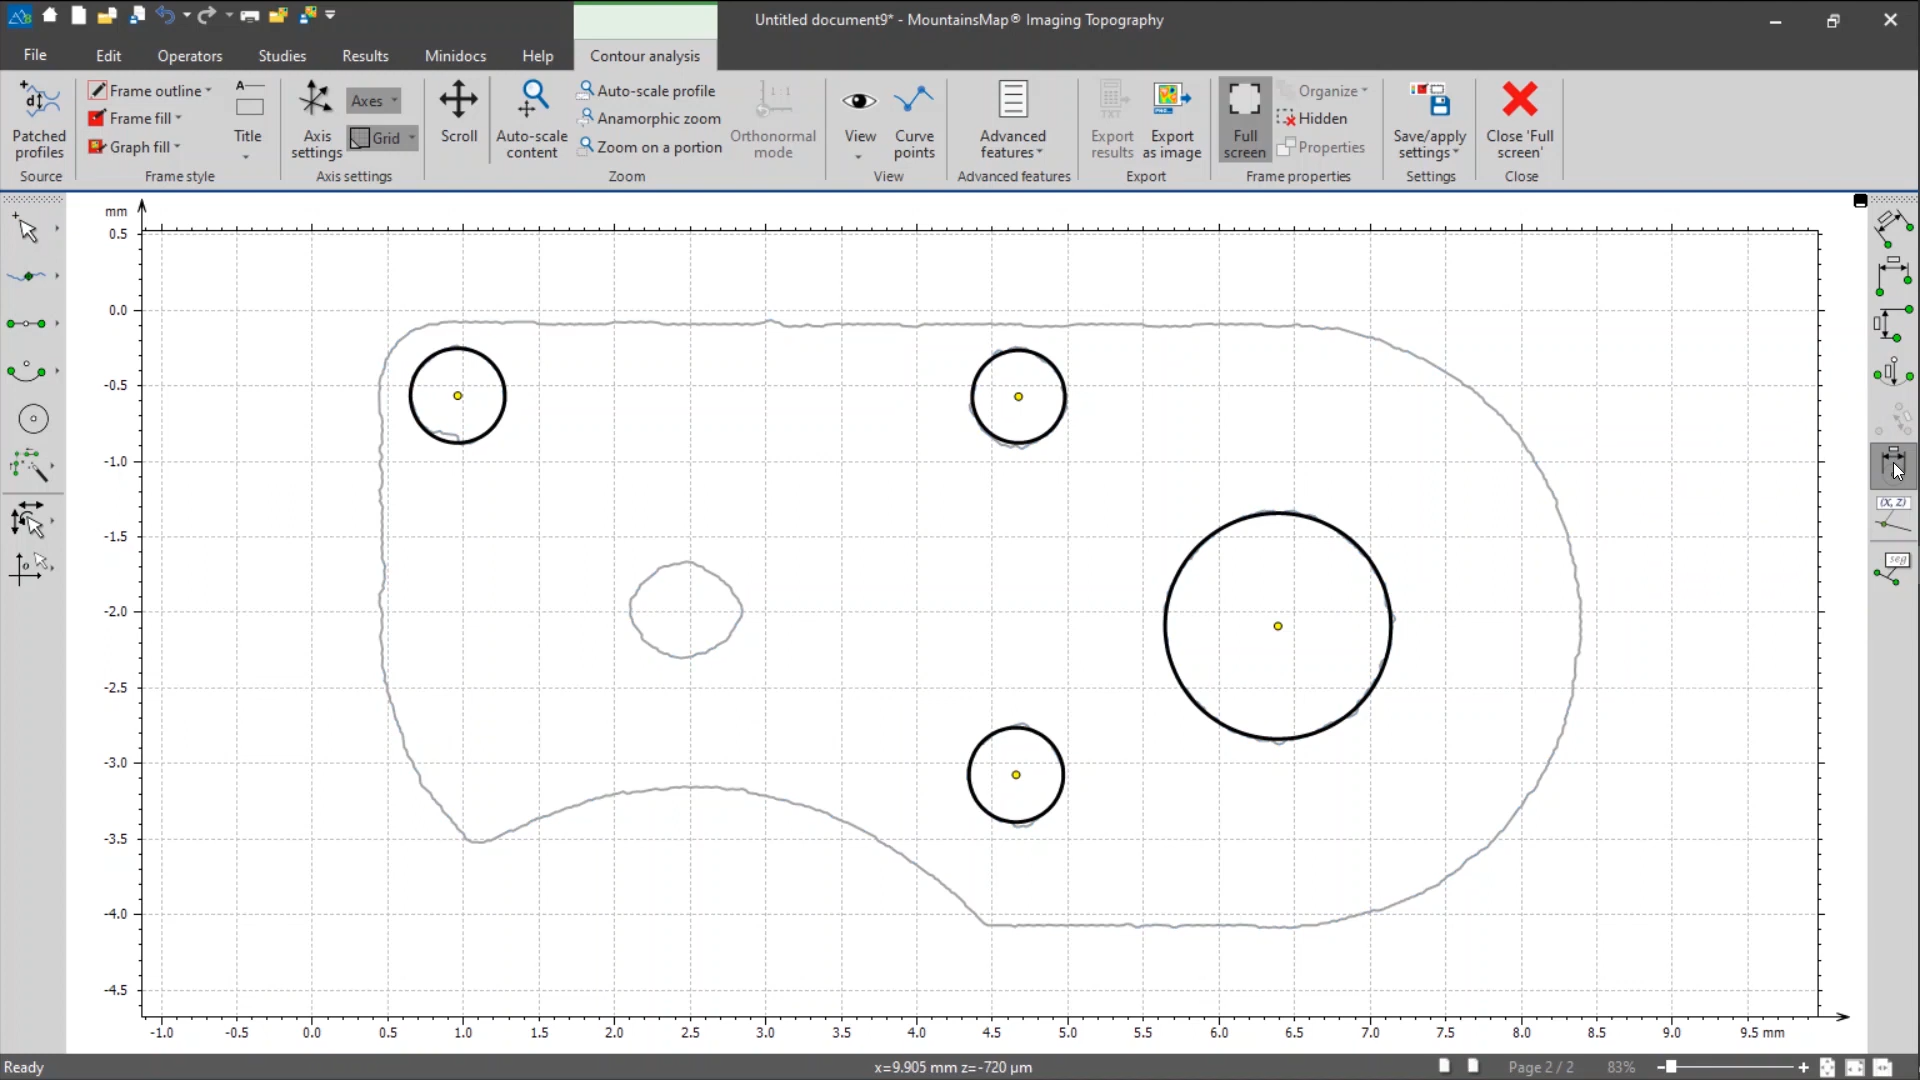 Untitled document9* - MountainsMap® Imaging Topography
File Edit Operators Studies Results Minidocs Help Contour analysis
Patched profiles
Source
Frame outline
Frame fill
Graph fill
A
Title
Frame style
Axis settings
Axes
Grid
Axis settings
Scroll
Auto-scale content
Auto-scale profile
Anamorphic zoom
Zoom on a portion
1:1
Orthonormal mode
Zoom
View
Curve points
View
Advanced features
Advanced features
TXT
Export results
Export as image
Export
Full screen
Organize
Hidden
Properties
Frame properties
Save/apply settings
Settings
Close 'Full screen'
Close
mm
0.5
0.0
-0.5
-1.0
-1.5
-2.0
-2.5
-3.0
-3.5
-4.0
-4.5
-1.0 -0.5 0.0 0.5 1.0 1.5 2.0 2.5 3.0 3.5 4.0 4.5 5.0 5.5 6.0 6.5 7.0 7.5 8.0 8.5 9.0 9.5 mm
(x, z)
seg
Ready
x=9.905 mm z=-720 µm
Page 2 / 2
83%